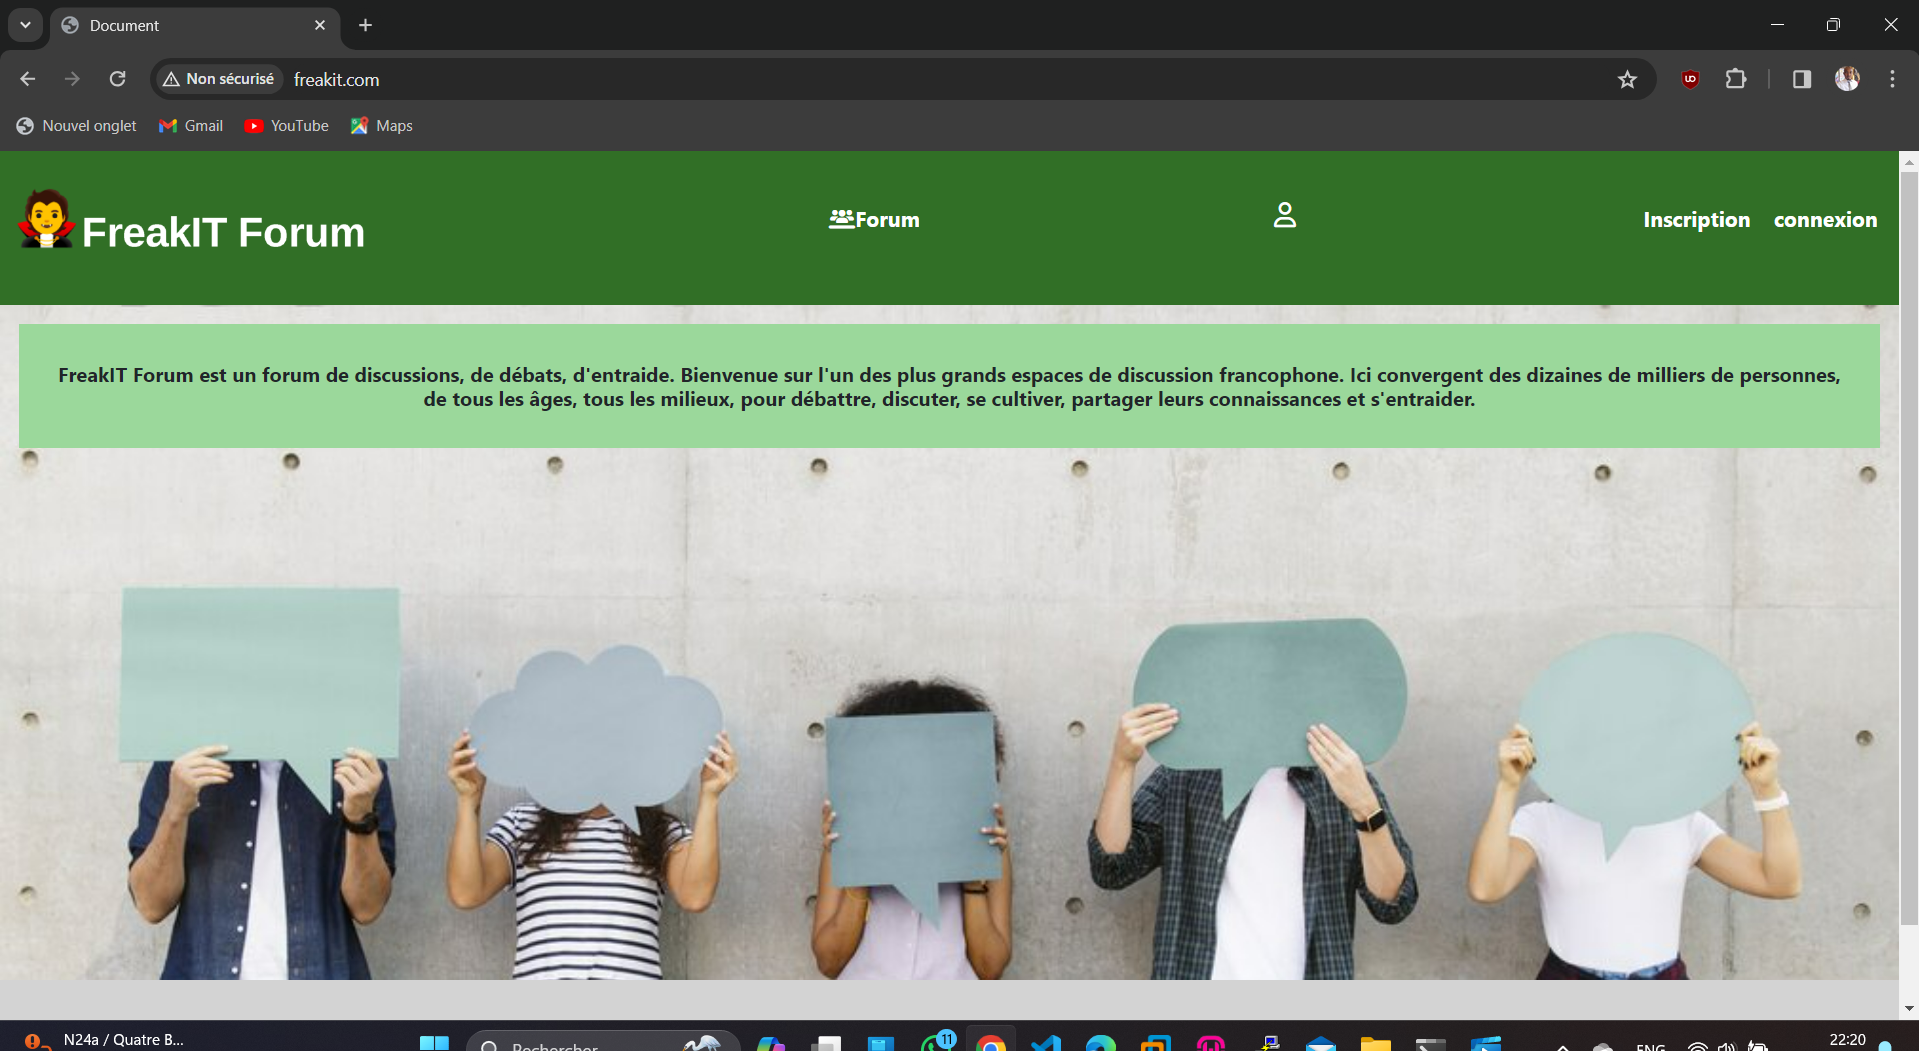 Document
Non sécurisé
freakit.com
Nouvel onglet
Gmail
YouTube
Maps
FreakIT Forum
Forum
Inscription
connexion
FreakIT Forum est un forum de discussions, de débats, d'entraide. Bienvenue sur l'un des plus grands espaces de discussion francophone. Ici convergent des dizaines de milliers de personnes,
de tous les âges, tous les milieux, pour débattre, discuter, se cultiver, partager leurs connaissances et s'entraider.
N24a / Quatre B...
Rechercher
11
ENG
22:20